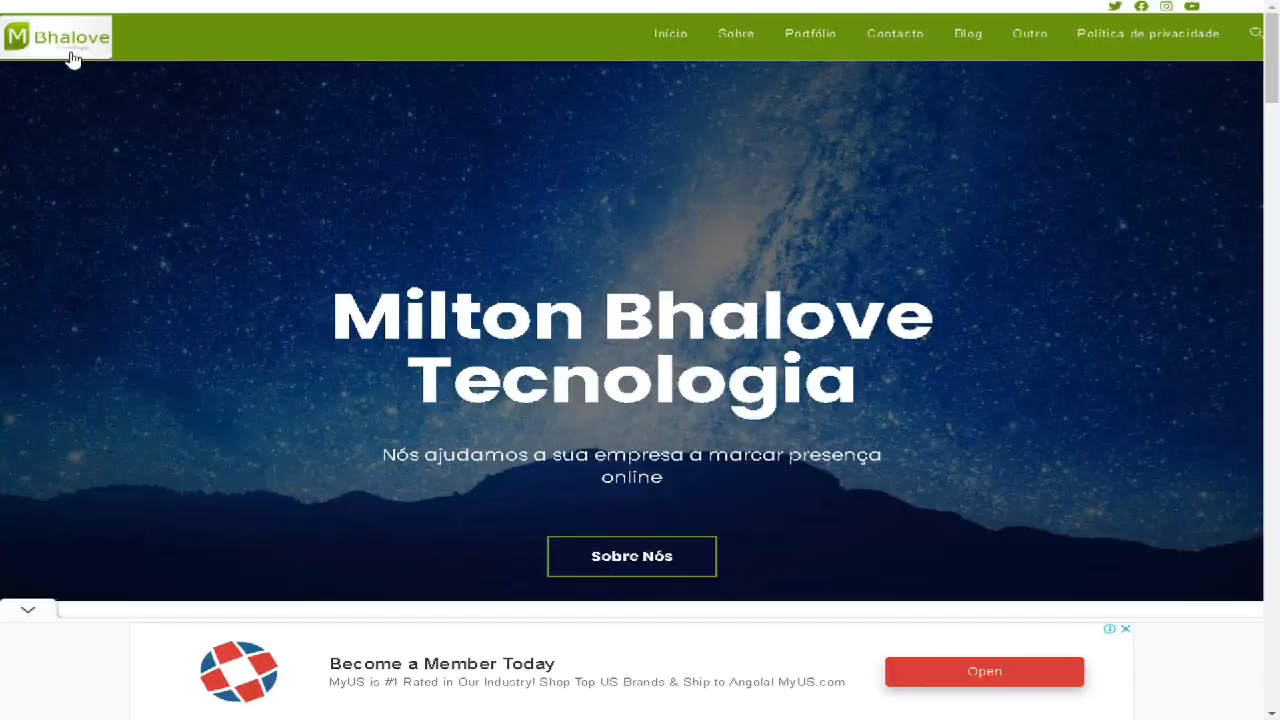 M Bhalove
Início Sobre Portfólio Contacto Blog Outro Política de privacidade
Milton Bhalove
Tecnologia
Nós ajudamos a sua empresa a marcar presença
online
Sobre Nós
Become a Member Today
MyUS is #1 Rated in Our Industry! Shop Top US Brands & Ship to Angola! MyUS.com
Open